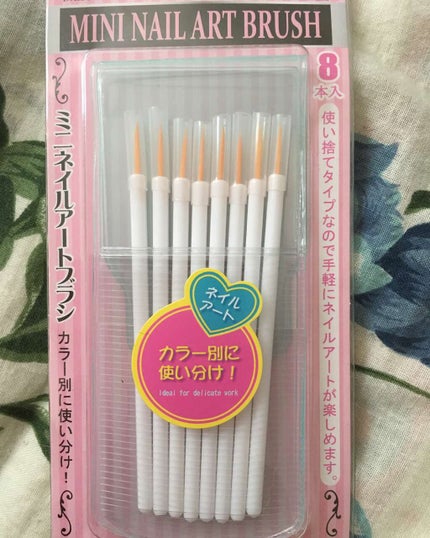 MINI NAIL ART BRUSH
8
本入
ミニネイルアートブラシ カラー別に使い分け！
使い捨てタイプなので手軽にネイルアートが楽しめます。
ネイル
アート
カラー別に
使い分け！
Ideal for delicate work